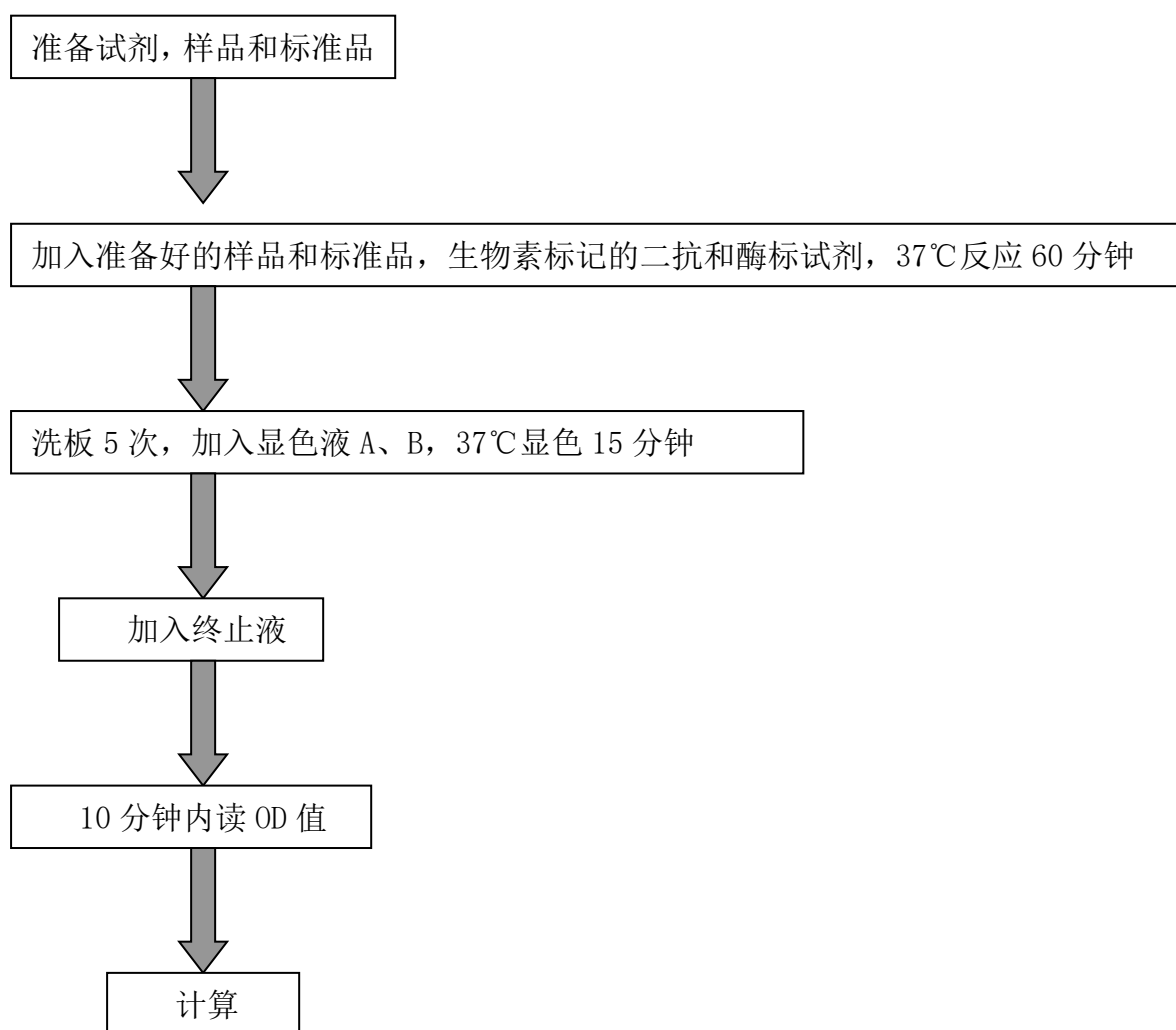 准备试剂，样品和标准品
加入准备好的样品和标准品，生物素标记的二抗和酶标试剂，37℃反应 60 分钟
洗板 5 次，加入显色液 A、B，37℃显色 15 分钟
加入终止液
10 分钟内读 OD 值
计算